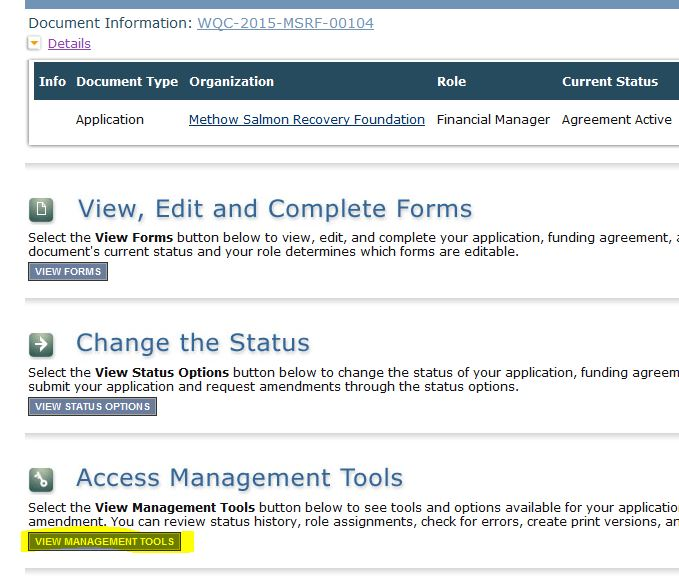 Document Information: WQC-2015-MSRF-00104
Details
Info Document Type Organization Role Current Status
Application Methow Salmon Recovery Foundation Financial Manager Agreement Active
View, Edit and Complete Forms
Select the View Forms button below to view, edit, and complete your application, funding agreement,
document's current status and your role determines which forms are editable.
VIEW FORMS
Change the Status
Select the View Status Options button below to change the status of your application, funding agreem
submit your application and request amendments through the status options.
VIEW STATUS OPTIONS
Access Management Tools
Select the View Management Tools button below to see tools and options available for your applicatio
amendment. You can review status history, role assignments, check for errors, create print versions, an
VIEW MANAGEMENT TOOLS